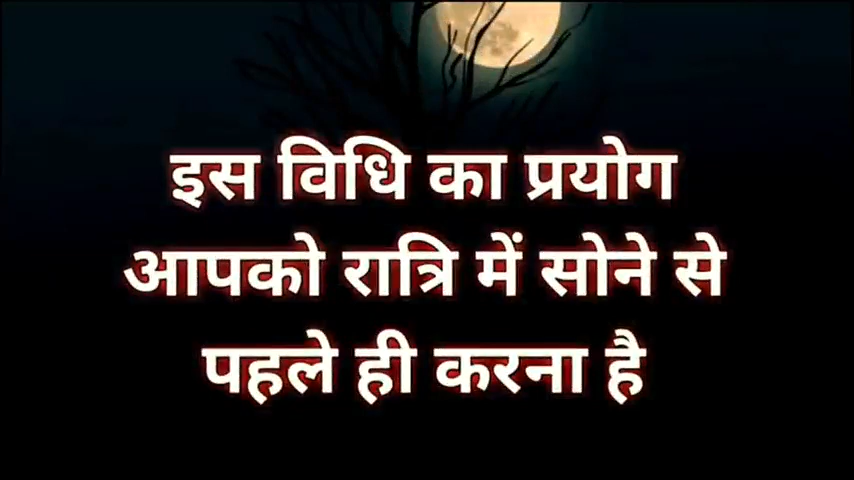 इस विधि का प्रयोग
आपको रात्रि में सोने से
पहले ही करना है